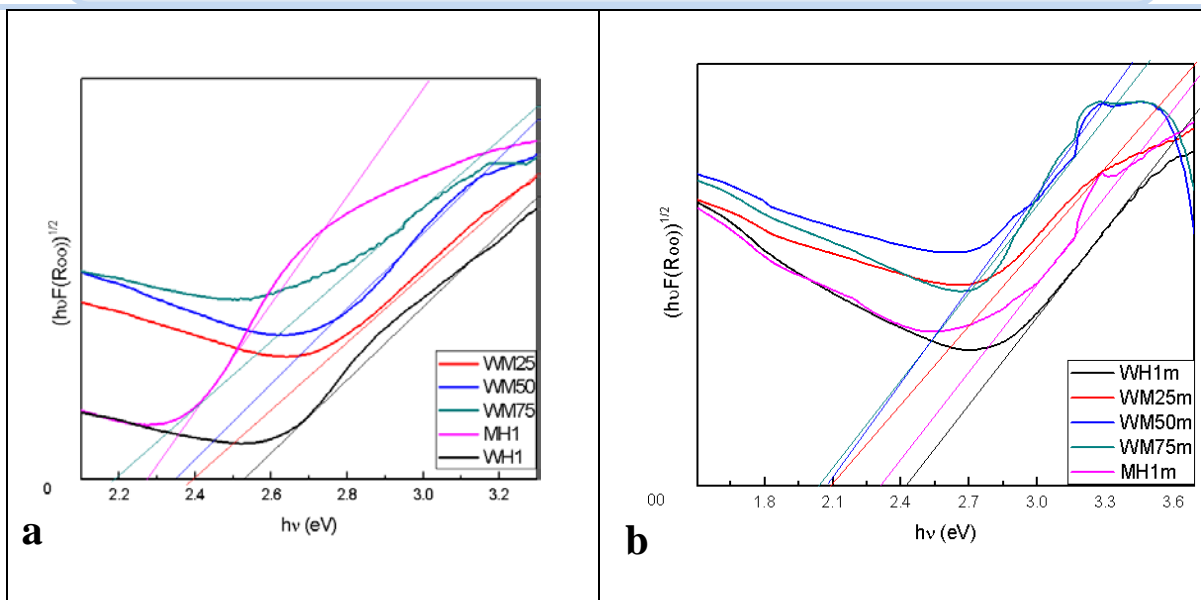 (hυF(Roo))^1/2
WM25
WM50
WM75
MH1
WH1
0
2.2 2.4 2.6 2.8 3.0 3.2
hν (eV)
a
(hυF(Roo))^1/2
WH1m
WM25m
WM50m
WM75m
MH1m
00
1.8 2.1 2.4 2.7 3.0 3.3 3.6
hν (eV)
b